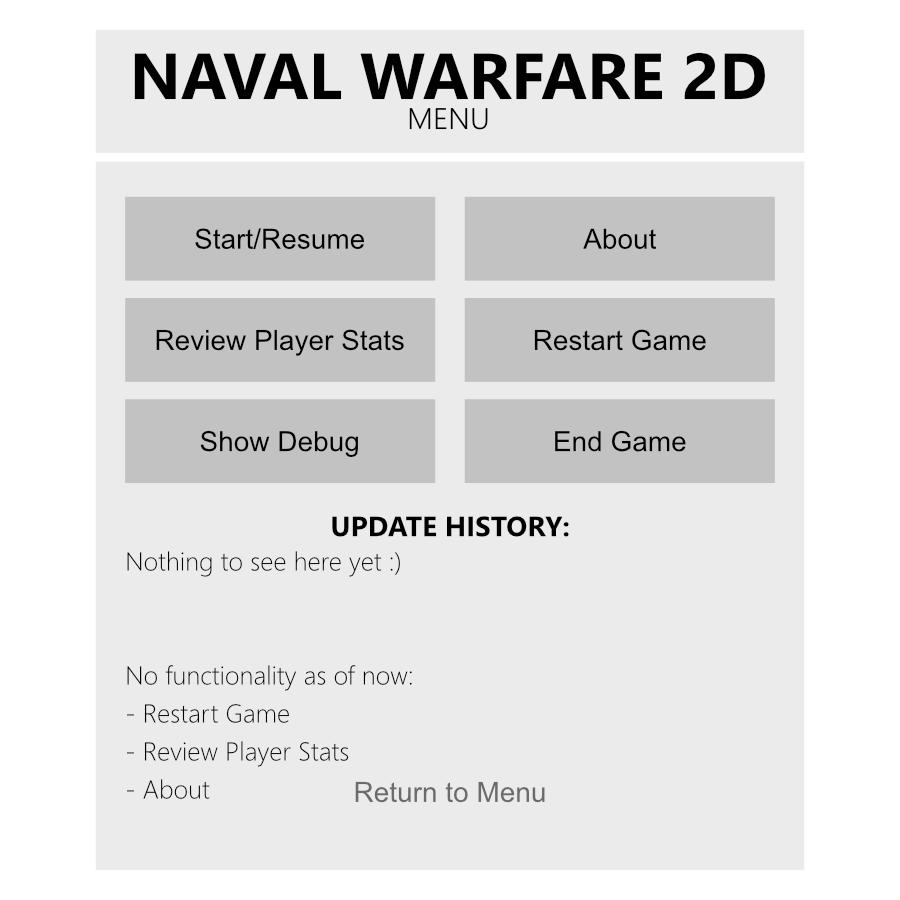 NAVAL WARFARE 2D
MENU
Start/Resume
About
Review Player Stats
Restart Game
Show Debug
End Game
UPDATE HISTORY:
Nothing to see here yet :)
No functionality as of now:
- Restart Game
- Review Player Stats
- About
Return to Menu